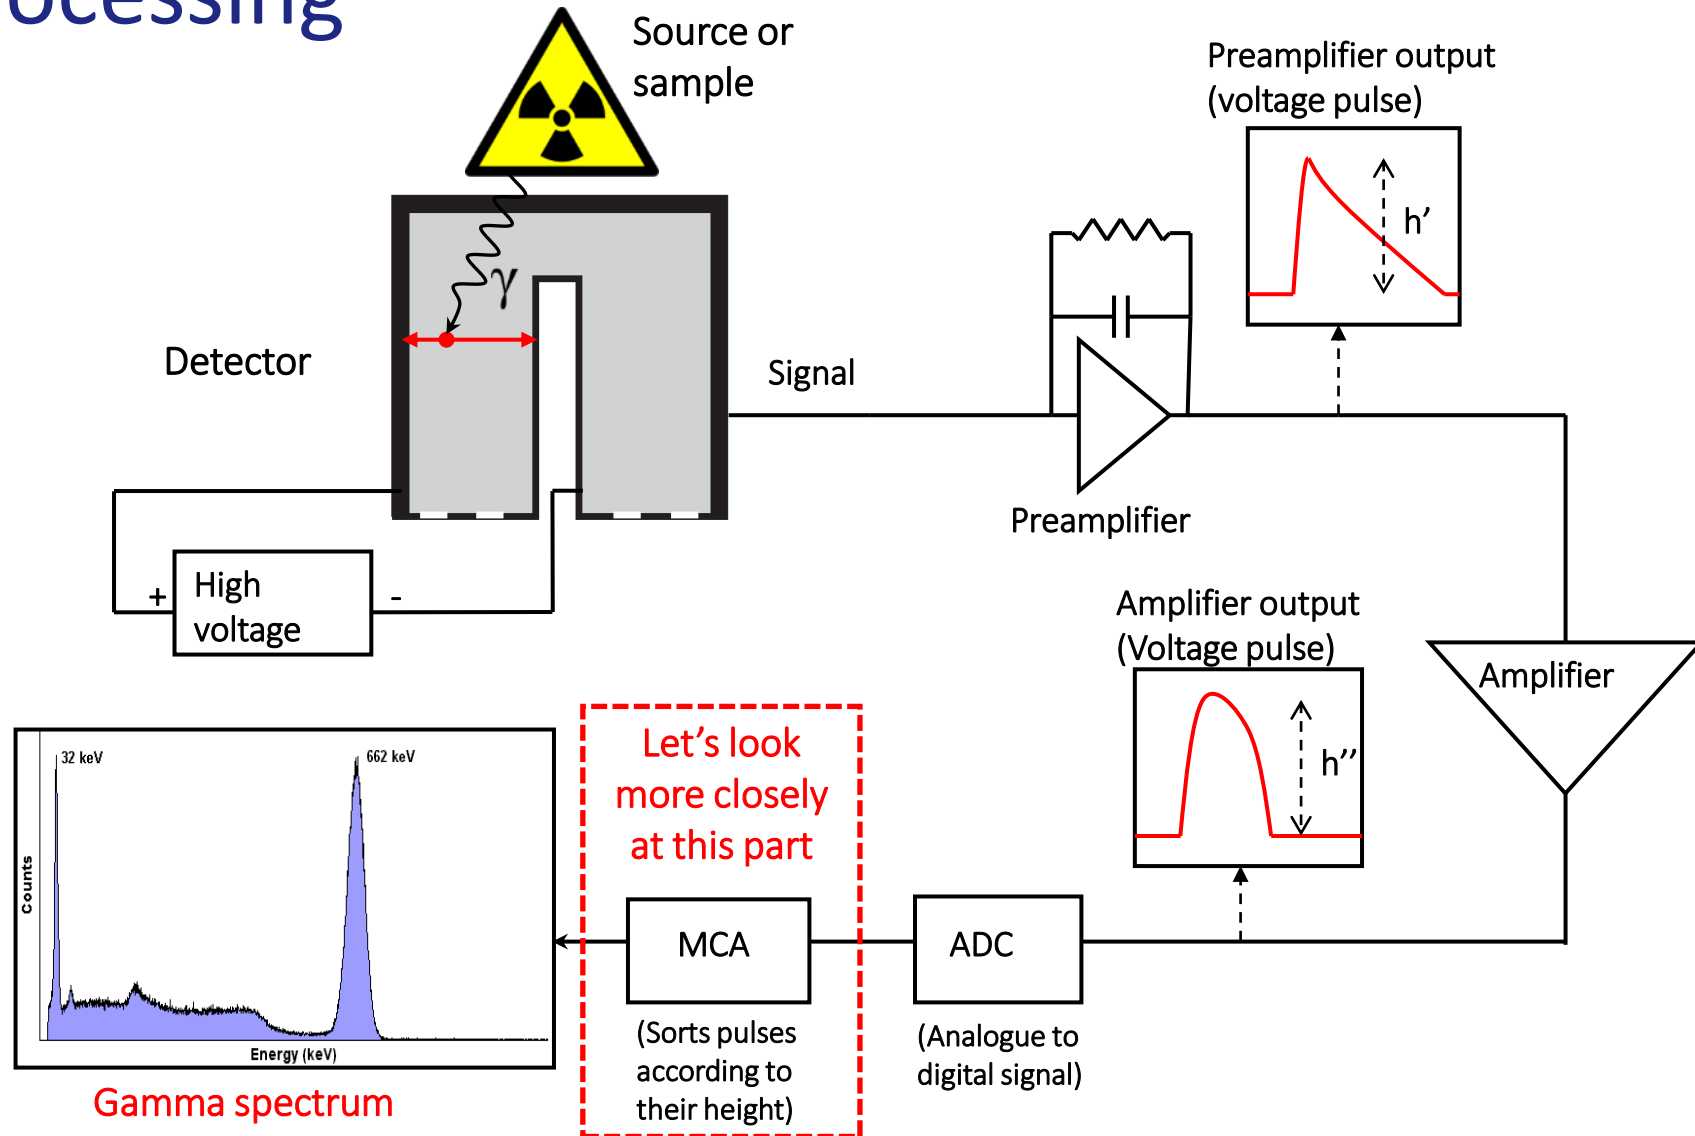 ocessing
Source or
sample
Preamplifier output
(voltage pulse)
h’
γ
Detector
Signal
Preamplifier
+
High
voltage
-
Amplifier output
(Voltage pulse)
h’’
Amplifier
Let’s look
more closely
at this part
32 keV
662 keV
Counts
Energy (keV)
Gamma spectrum
MCA
(Sorts pulses
according to
their height)
ADC
(Analogue to
digital signal)